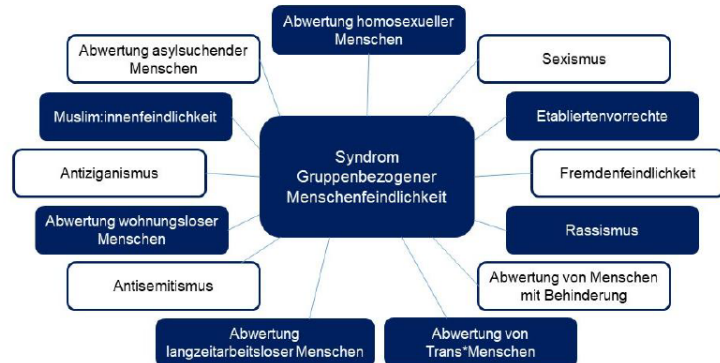 Abwertung homosexueller
Menschen
Abwertung asylsuchender
Menschen
Sexismus
Muslim:innenfeindlichkeit
Etabliertenvorrechte
Syndrom
Gruppenbezogener
Menschenfeindlichkeit
Antiziganismus
Fremdenfeindlichkeit
Abwertung wohnungsloser
Menschen
Rassismus
Antisemitismus
Abwertung von Menschen
mit Behinderung
Abwertung
langzeitarbeitsloser Menschen
Abwertung von
Trans*Menschen